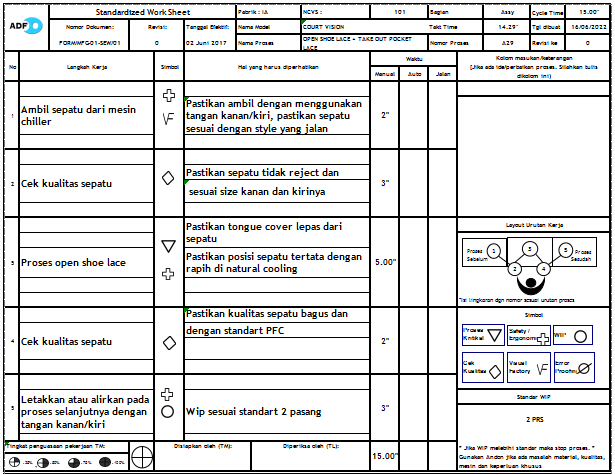 ADF
Standardtzed Work Sheet
Pabrik : IA
NCVS :
101
Bagian
Assy
Cycle Time
15.00"
Nomor Dokumen:
Revisi:
Tanggal Efektif:
Nama Model
COURT VISION
Takt Time
14.29"
Tgl dibuat
16/06/2022
FORM/MFG01-SEW/01
0
02 Juni 2017
Nama Proses
OPEN SHOE LACE + TAKE OUT POCKET
LACE
Nomor Proses
A29
Revisi ke
0
No
Langkah Kerja
Simbol
Hal yang harus diperhatikan
Waktu
Manual
Auto
Jalan
Kolom masukan/keterangan
(Jika ada ide/perbaikan proses. Silahkan tulis
dikolom ini)
1
Ambil sepatu dari mesin
chiller
Pastikan ambil dengan menggunakan
tangan kanan/kiri, pastikan sepatu
sesuai dengan style yang jalan
2"
2
Cek kualitas sepatu
Pastikan sepatu tidak reject dan
sesuai size kanan dan kirinya
3"
3
Proses open shoe lace
Pastikan tongue cover lepas dari
sepatu
Pastikan posisi sepatu tertata dengan
rapih di natural cooling
5.00"
4
Cek kualitas sepatu
Pastikan kualitas sepatu bagus dan
dengan standart PFC
2"
5
Letakkan atau alirkan pada
proses selanjutnya dengan
tangan kanan/kiri
Wip sesuai standart 2 pasang
3"
Layout Urutan Kerja
Proses
Sebelum
1
3
5
Proses
Sesudah
2
4
*isi lingkaran dgn nomor sesuai urutan proses
Simbol
Proses
Kritikal
Safety /
Ergonomi
WIP
Cek
Kualitas
Visual
Factory
Error
Proofing
Standar WIP
2 PRS
* Jika WIP melebihi standar maka stop proses. *
Gunakan Andon jika ada masalah material, kualitas,
mesin dan keperluan khusus
Tingkat penguasaan pekerjaan TM:
Disiapkan oleh (TM):
Diperiksa oleh (TL):
15.00"